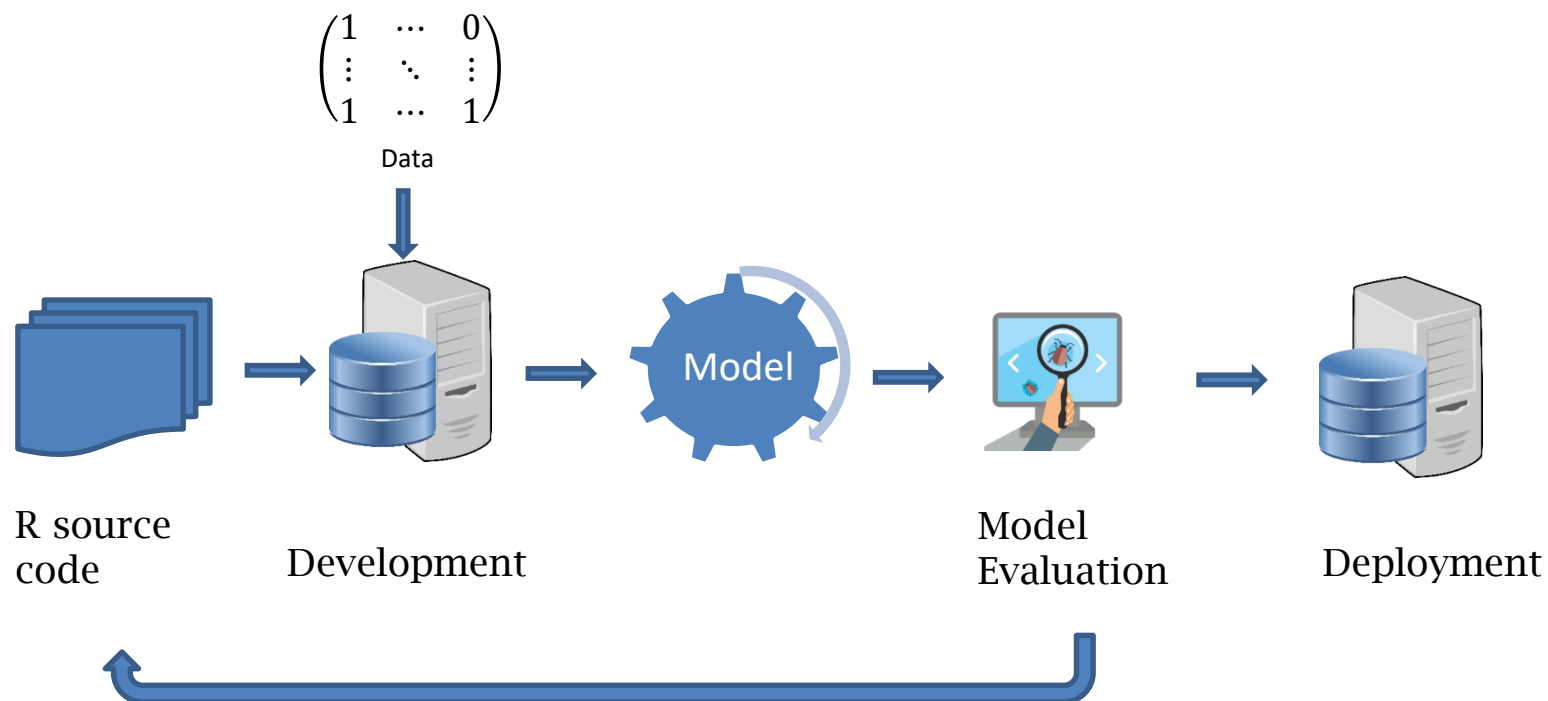 1 ⋯ 0
⋮ ⋱ ⋮
1 ⋯ 1
Data
Model
R source
code
Development
Model
Evaluation
Deployment